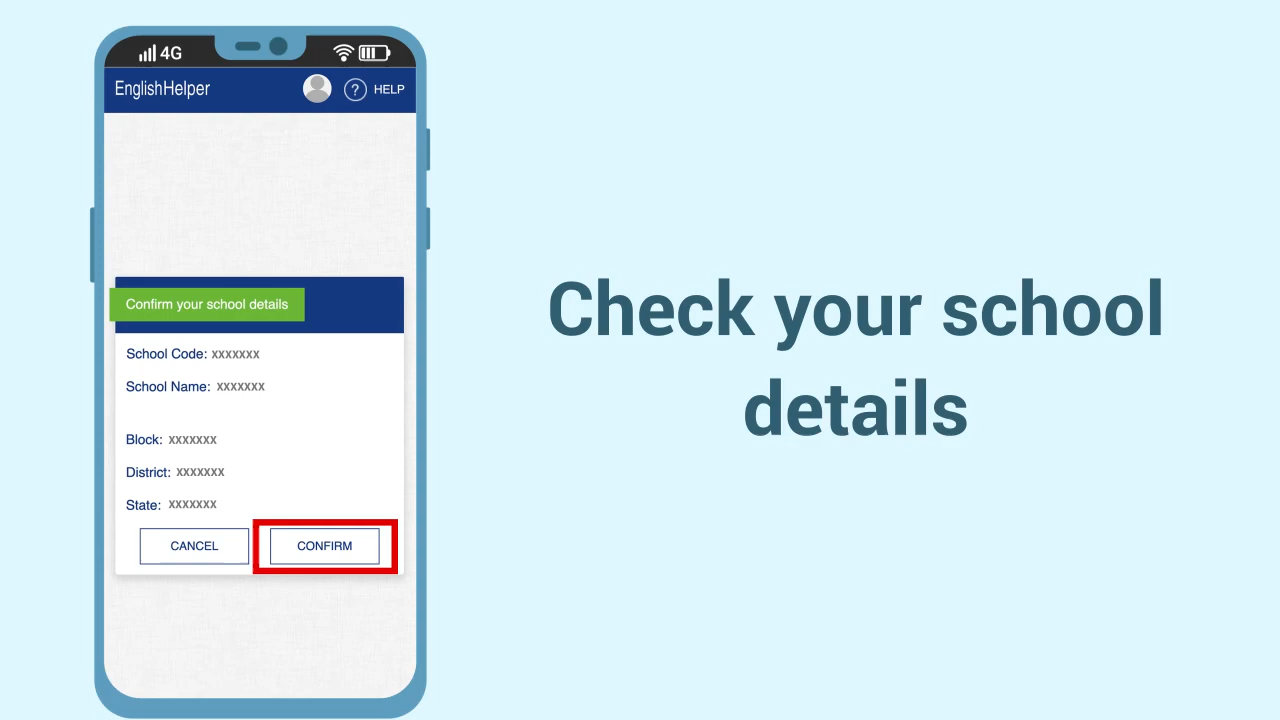 4G
EnglishHelper
? HELP
Confirm your school details
School Code: XXXXXXX
School Name: XXXXXXX
Block: XXXXXXX
District: XXXXXXX
State: XXXXXXX
CANCEL
CONFIRM
Check your school
details